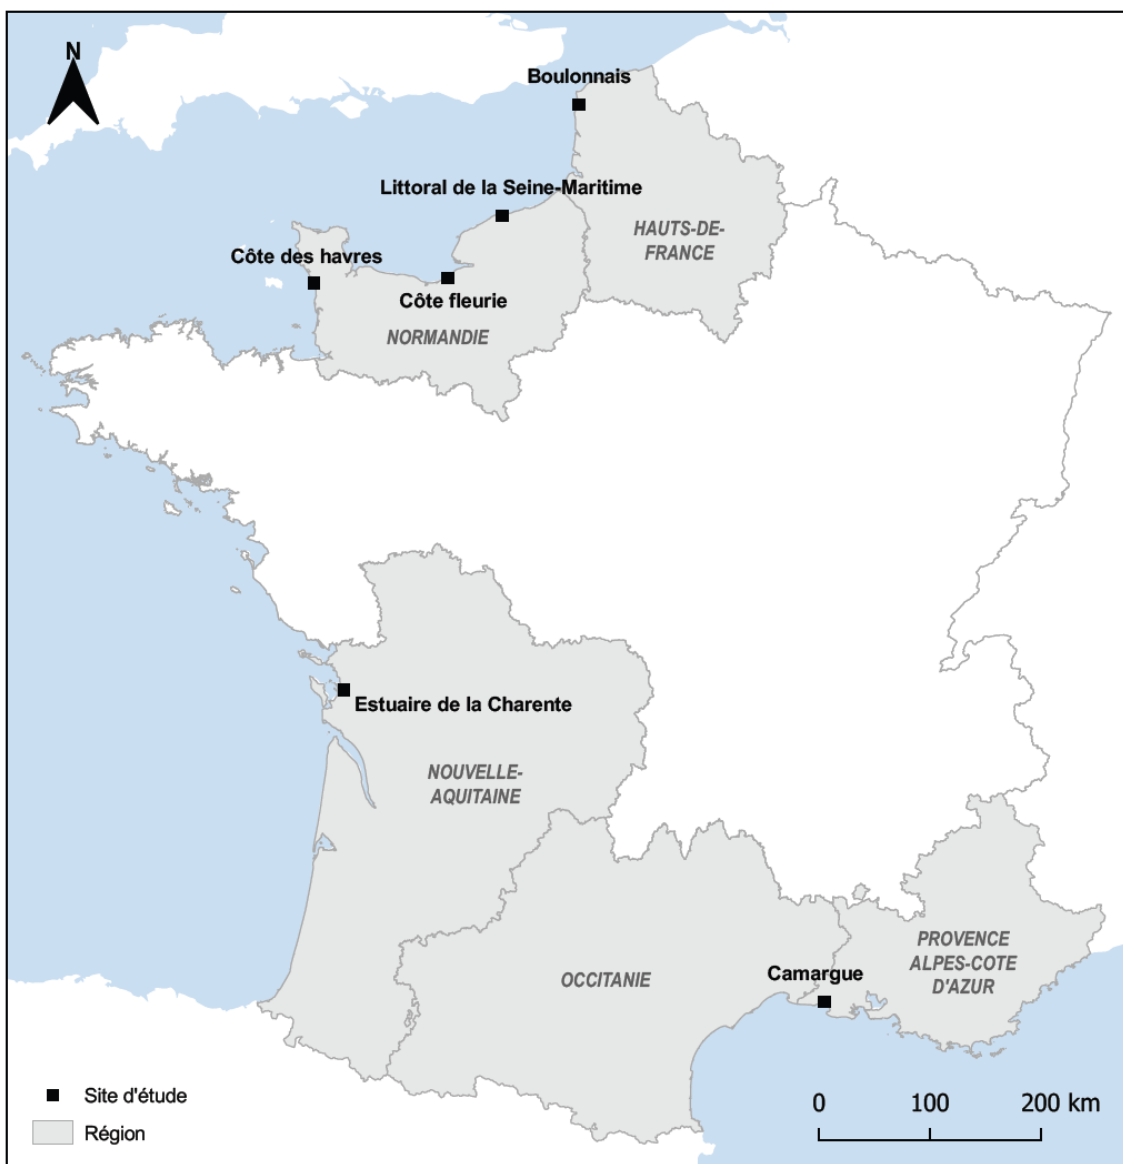 N
Boulonnais
Littoral de la Seine-Maritime
HAUTS-DE-
FRANCE
Côte des havres
Côte fleurie
NORMANDIE
Estuaire de la Charente
NOUVELLE-
AQUITAINE
PROVENCE
ALPES-COTE
D'AZUR
Camargue
OCCITANIE
Site d'étude
Région
0 100 200 km